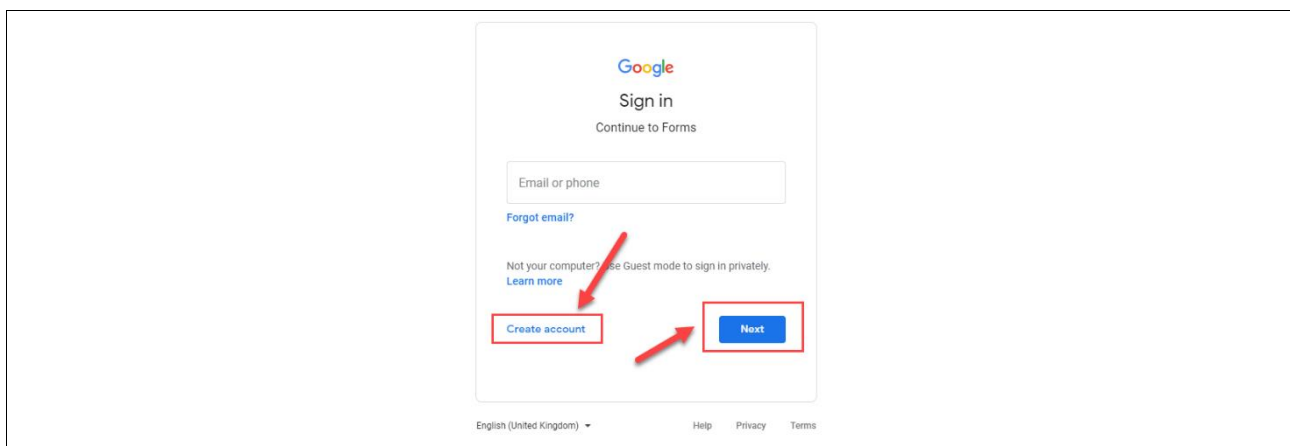 Google
Sign in
Continue to Forms
Email or phone
Forgot email?
Not your computer? Use Guest mode to sign in privately.
Learn more
Create account
Next
English (United Kingdom)
Help Privacy Terms